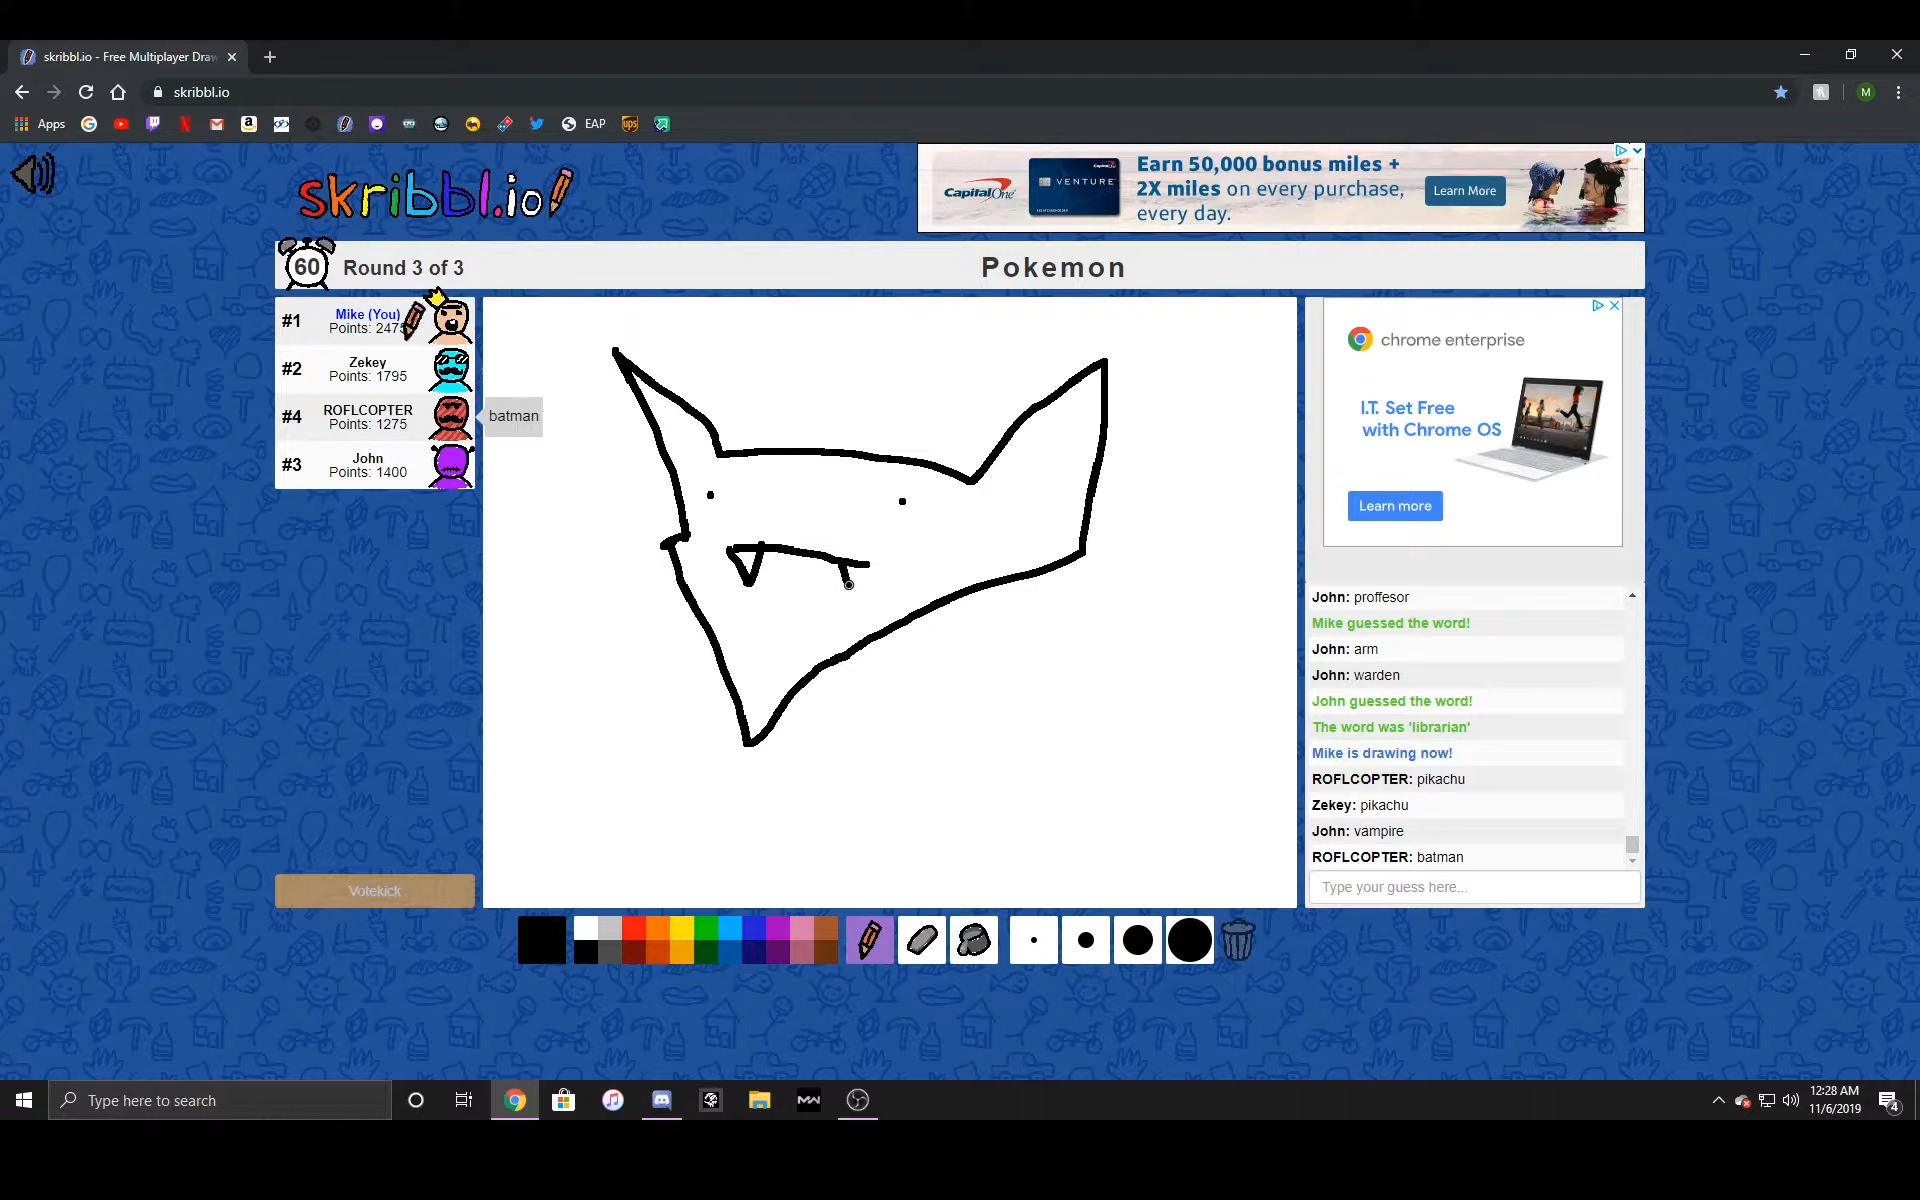 skribbl.io - Free Multiplayer Draw
skribbl.io
Apps
EAP
ups
M
skribbl.io
CapitalOne
VENTURE
Earn 50,000 bonus miles +
2X miles on every purchase,
every day.
Learn More
60
Round 3 of 3
Pokemon
#1
Mike (You)
Points: 2475
#2
Zekey
Points: 1795
#4
ROFLCOPTER
Points: 1275
batman
#3
John
Points: 1400
chrome enterprise
I.T. Set Free
with Chrome OS
Learn more
John: proffesor
Mike guessed the word!
John: arm
John: warden
John guessed the word!
The word was 'librarian'
Mike is drawing now!
ROFLCOPTER: pikachu
Zekey: pikachu
John: vampire
ROFLCOPTER: batman
Type your guess here...
Votekick
Type here to search
12:28 AM
11/6/2019
4